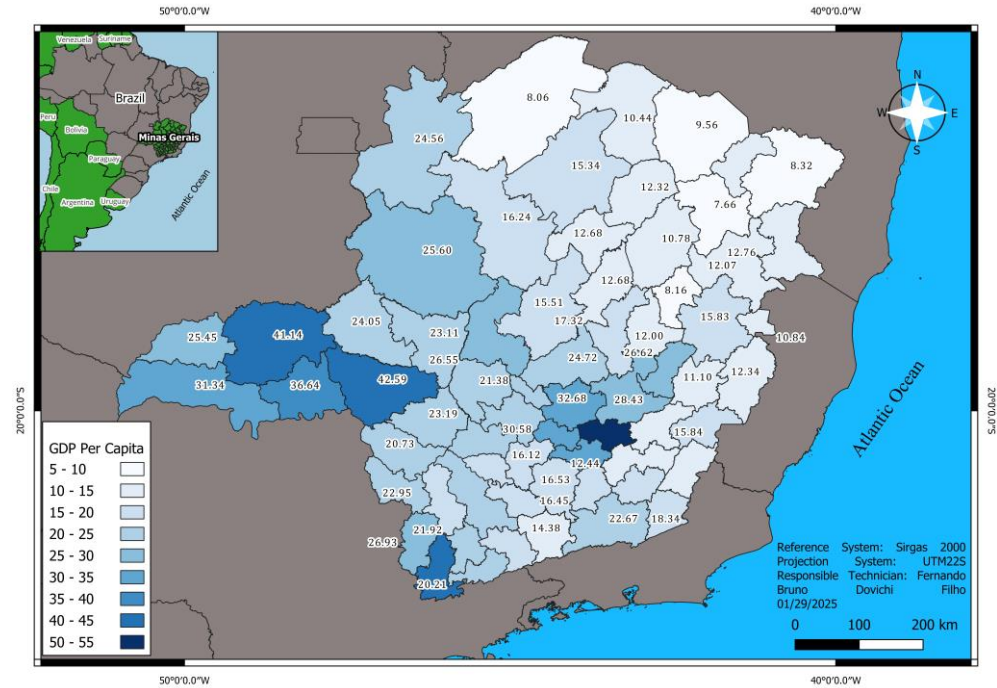 50°0'0.0"W 40°0'0.0"W
Venezuela Suriname
Brazil
Peru
Bolivia
Minas Gerais
Paraguay
Chile
Argentina Uruguay
Atlantic Ocean
N
W E
S
8.06
10.44
9.56
24.56
15.34
8.32
12.32
7.66
16.24
12.68
10.78
12.76
25.60
12.07
12.68
8.16
15.51
15.83
24.05
17.32
25.45
41.14
23.11
12.00
10.84
26.55
24.72
26.62
31.34
36.64
42.59
21.38
11.10
12.34
32.68
28.43
23.19
30.58
15.84
20.73
16.12
12.44
16.53
22.95
16.45
22.67
18.34
26.93
21.92
14.38
20.21
Atlantic Ocean
20°0'0.0"S 20°0'0.0"S
GDP Per Capita
5 - 10
10 - 15
15 - 20
20 - 25
25 - 30
30 - 35
35 - 40
40 - 45
50 - 55
Reference System: Sirgas 2000
Projection System: UTM22S
Responsible Technician: Fernando
Bruno Dovichi Filho
01/29/2025
0 100 200 km
50°0'0.0"W 40°0'0.0"W